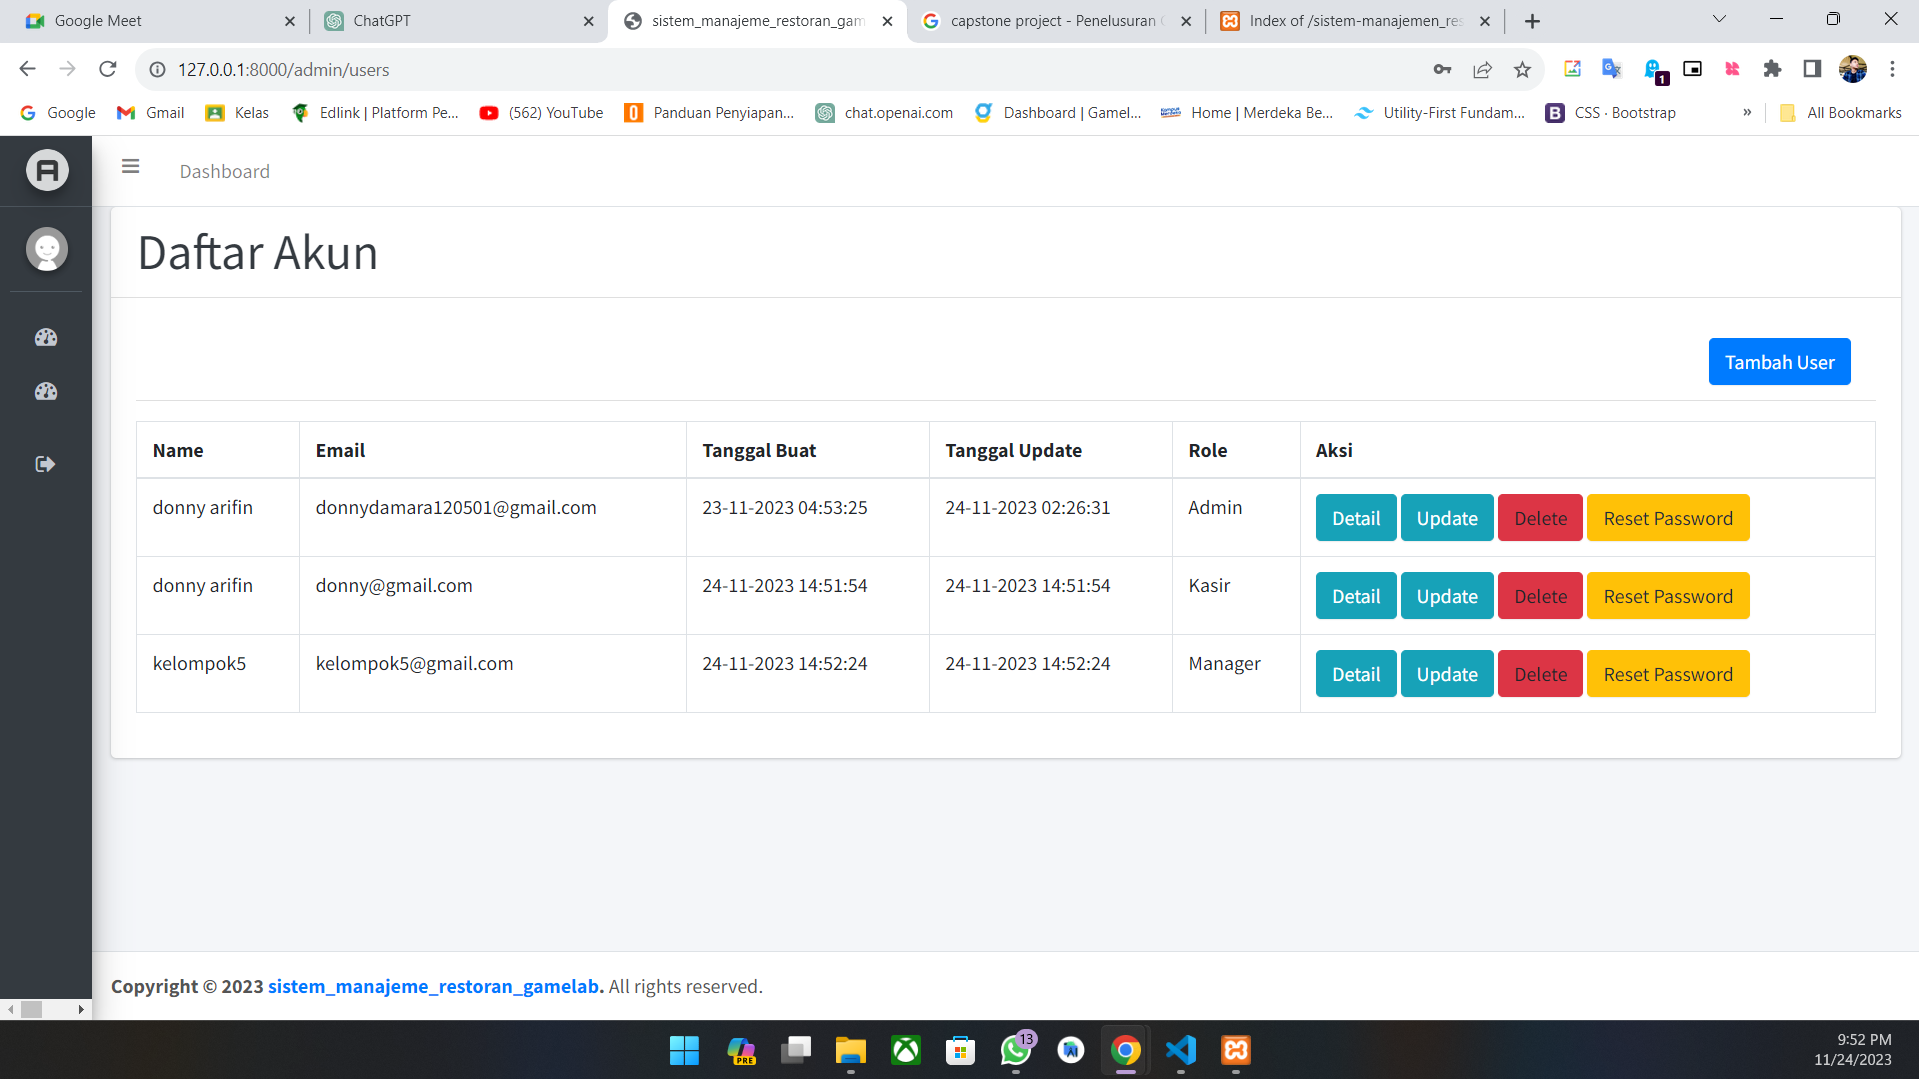 Google Meet
ChatGPT
sistem_manajeme_restoran_gam
capstone project - Penelusuran
Index of /sistem-manajemen_res
127.0.0.1:8000/admin/users
1
Google
Gmail
Kelas
Edlink | Platform Pe...
(562) YouTube
Panduan Penyiapan...
chat.openai.com
Dashboard | Gamel...
Home | Merdeka Be...
Utility-First Fundam...
B
CSS · Bootstrap
»
All Bookmarks
Dashboard
Daftar Akun
Tambah User
Name Email Tanggal Buat Tanggal Update Role Aksi
donny arifin donnydamara120501@gmail.com 23-11-2023 04:53:25 24-11-2023 02:26:31 Admin Detail Update Delete Reset Password
donny arifin donny@gmail.com 24-11-2023 14:51:54 24-11-2023 14:51:54 Kasir Detail Update Delete Reset Password
kelompok5 kelompok5@gmail.com 24-11-2023 14:52:24 24-11-2023 14:52:24 Manager Detail Update Delete Reset Password
Copyright © 2023 sistem_manajeme_restoran_gamelab. All rights reserved.
PRE
13
9:52 PM
11/24/2023